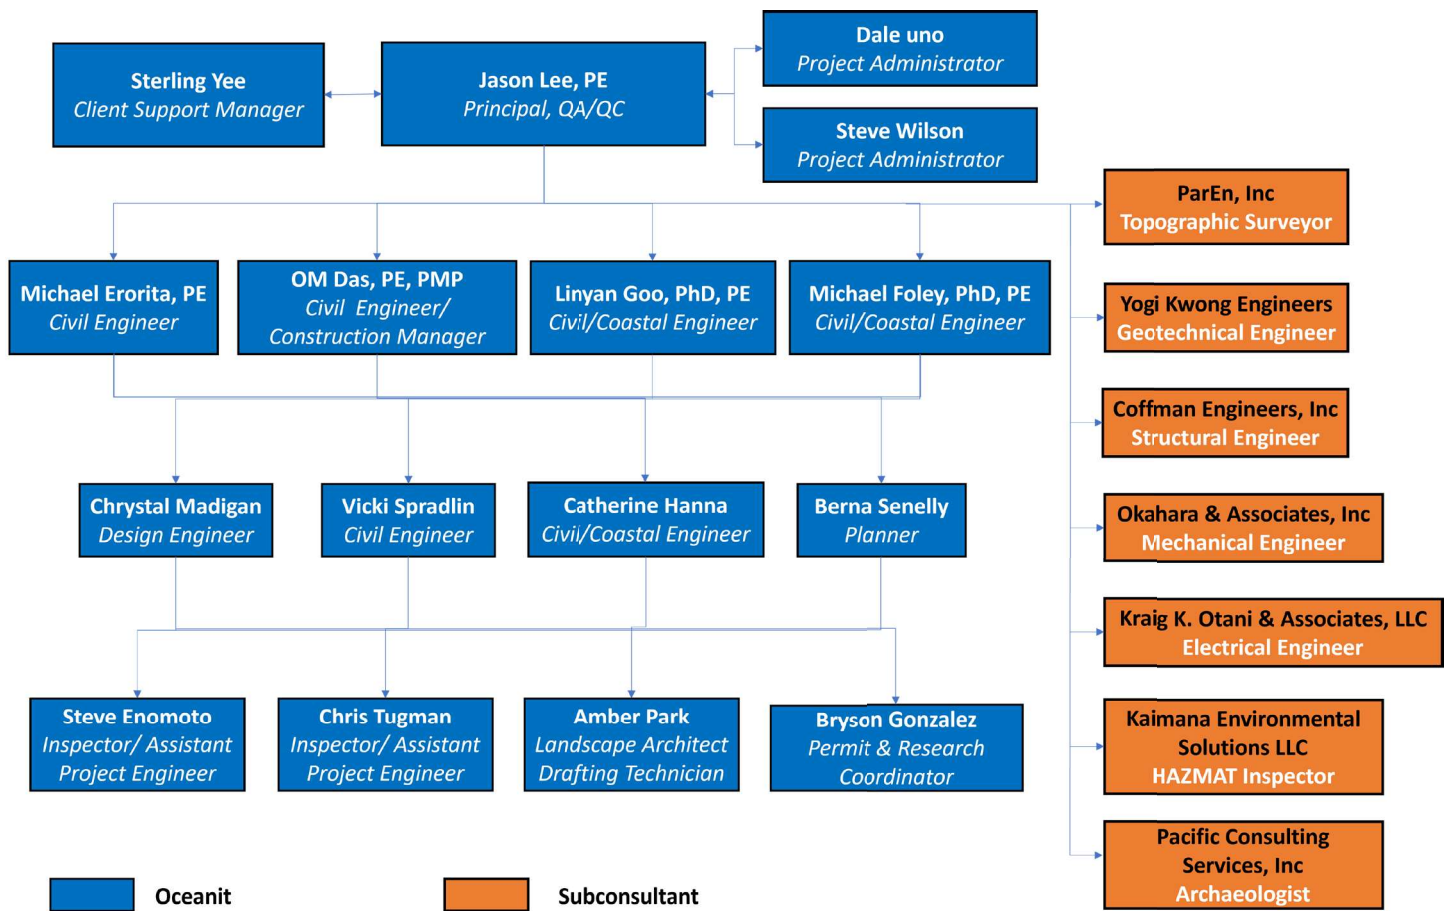 Sterling Yee
Client Support Manager
Jason Lee, PE
Principal, QA/QC
Dale uno
Project Administrator
Steve Wilson
Project Administrator
ParEn, Inc
Topographic Surveyor
Michael Erorita, PE
Civil Engineer
OM Das, PE, PMP
Civil Engineer/
Construction Manager
Linyan Goo, PhD, PE
Civil/Coastal Engineer
Michael Foley, PhD, PE
Civil/Coastal Engineer
Yogi Kwong Engineers
Geotechnical Engineer
Coffman Engineers, Inc
Structural Engineer
Chrystal Madigan
Design Engineer
Vicki Spradlin
Civil Engineer
Catherine Hanna
Civil/Coastal Engineer
Berna Senelly
Planner
Okahara & Associates, Inc
Mechanical Engineer
Kraig K. Otani & Associates, LLC
Electrical Engineer
Steve Enomoto
Inspector/ Assistant
Project Engineer
Chris Tugman
Inspector/ Assistant
Project Engineer
Amber Park
Landscape Architect
Drafting Technician
Bryson Gonzalez
Permit & Research
Coordinator
Kaimana Environmental
Solutions LLC
HAZMAT Inspector
Pacific Consulting
Services, Inc
Archaeologist
Oceanit
Subconsultant